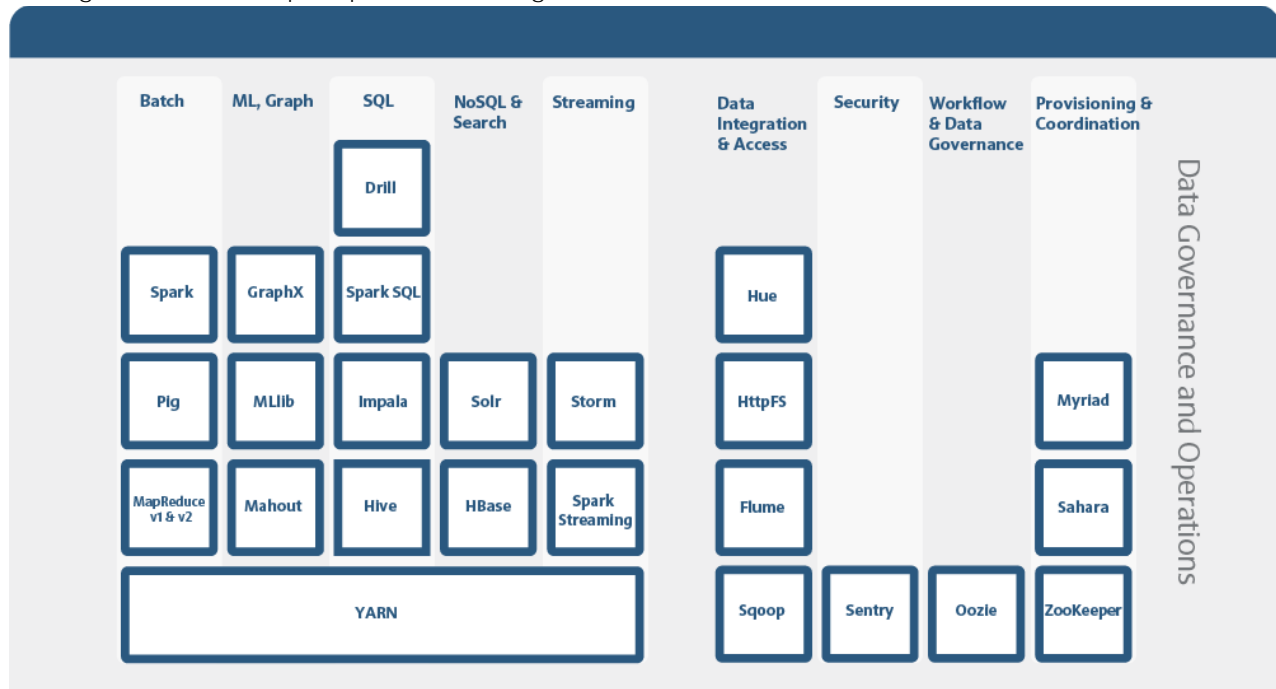 Batch
ML, Graph
SQL
NoSQL &
Search
Streaming
Data
Integration
& Access
Security
Workflow
& Data
Governance
Provisioning &
Coordination
Drill
Spark
GraphX
Spark SQL
Hue
Pig
MLlib
Impala
Solr
Storm
HttpFS
Myriad
MapReduce
v1 & v2
Mahout
Hive
HBase
Spark
Streaming
Flume
Sahara
YARN
Sqoop
Sentry
Oozie
ZooKeeper
Data Governance and Operations